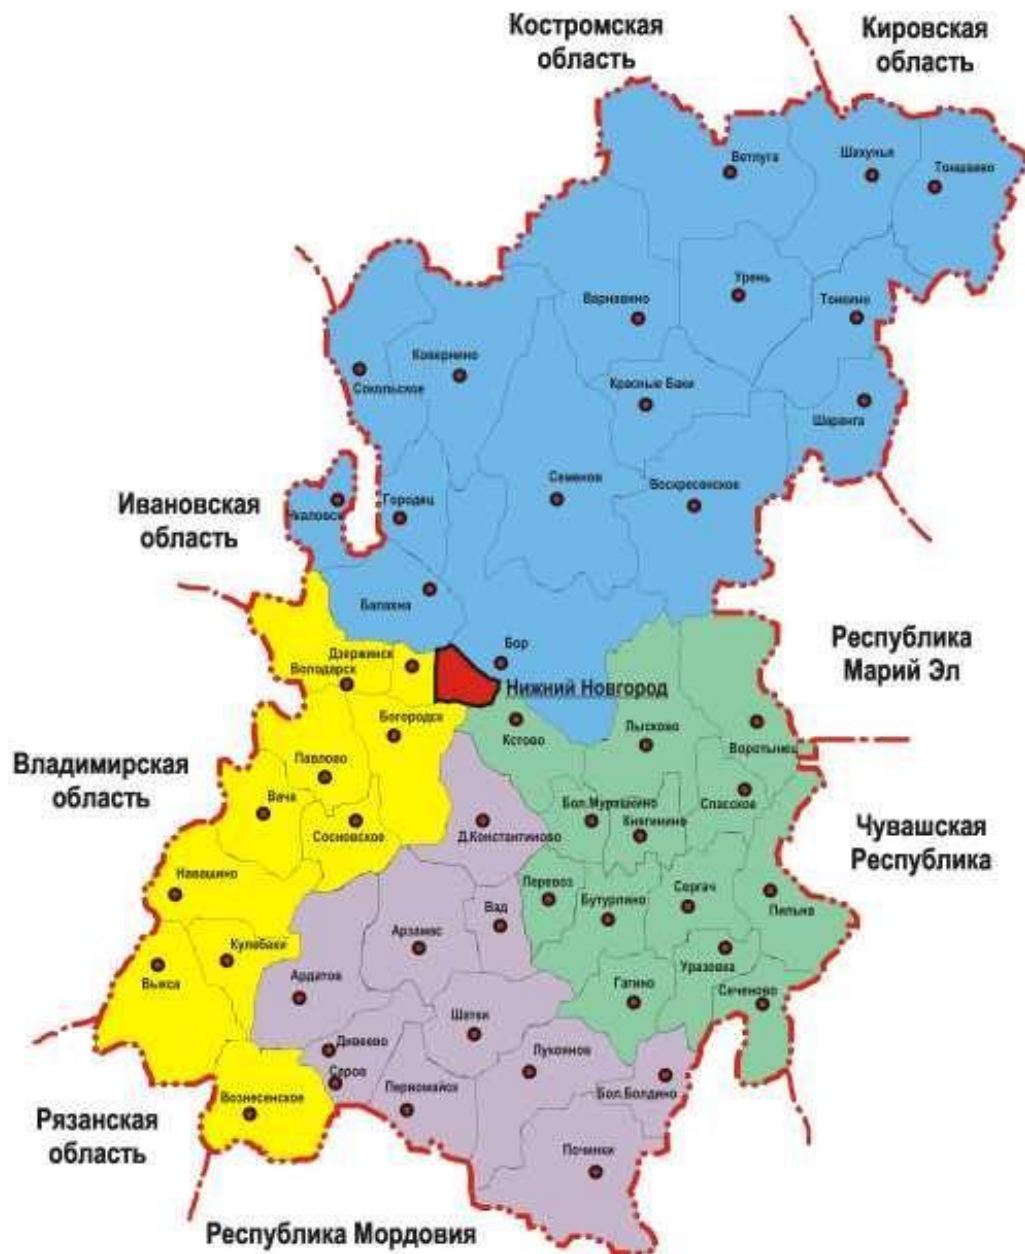 Костромская
область
Кировская
область
Ветлуга
Шахунья
Тоншаево
Урень
Варнавино
Тонкино
Ковернино
Сокольское
Красные Баки
Шаранга
Семенов
Воскресенское
Городец
Чкаловск
Ивановская
область
Балахна
Бор
Республика
Марий Эл
Дзержинск
Володарск
Нижний Новгород
Богородск
Кстово
Лысково
Воротынец
Владимирская
область
Павлово
Вача
Сосновское
Д.Константиново
Бол.Мурашкино
Княгинино
Спасское
Чувашская
Республика
Навашино
Перевоз
Бутурлино
Сергач
Пильна
Вад
Арзамас
Кулебаки
Выкса
Ардатов
Уразовка
Гагино
Сеченово
Шатки
Дивеево
Саров
Лукоянов
Первомайск
Бол.Болдино
Вознесенское
Рязанская
область
Починки
Республика Мордовия